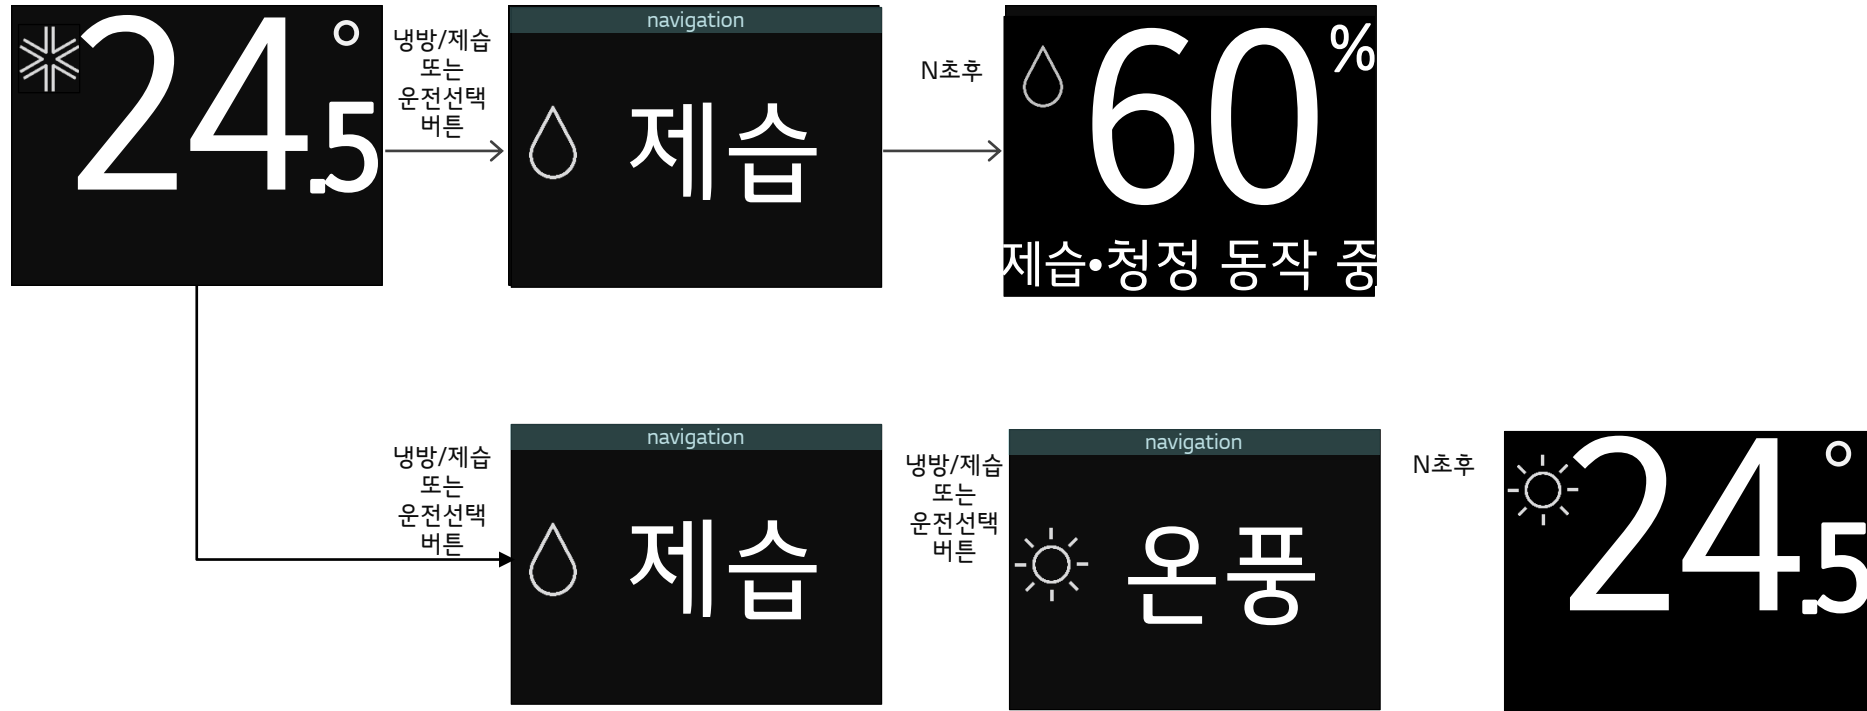 24.5°
냉방/제습
또는
운전선택
버튼
navigation
제습
N초후
60%
제습•청정 동작 중
냉방/제습
또는
운전선택
버튼
navigation
제습
냉방/제습
또는
운전선택
버튼
navigation
온풍
N초후
24.5°